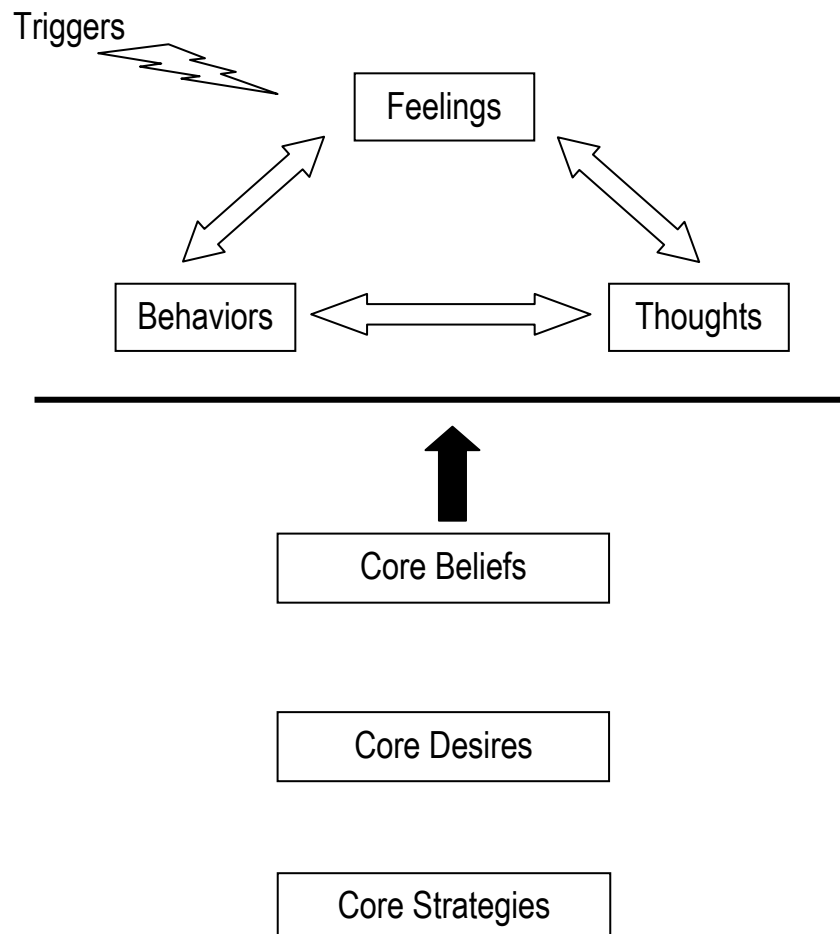 Triggers
Feelings
Behaviors
Thoughts
Core Beliefs
Core Desires
Core Strategies